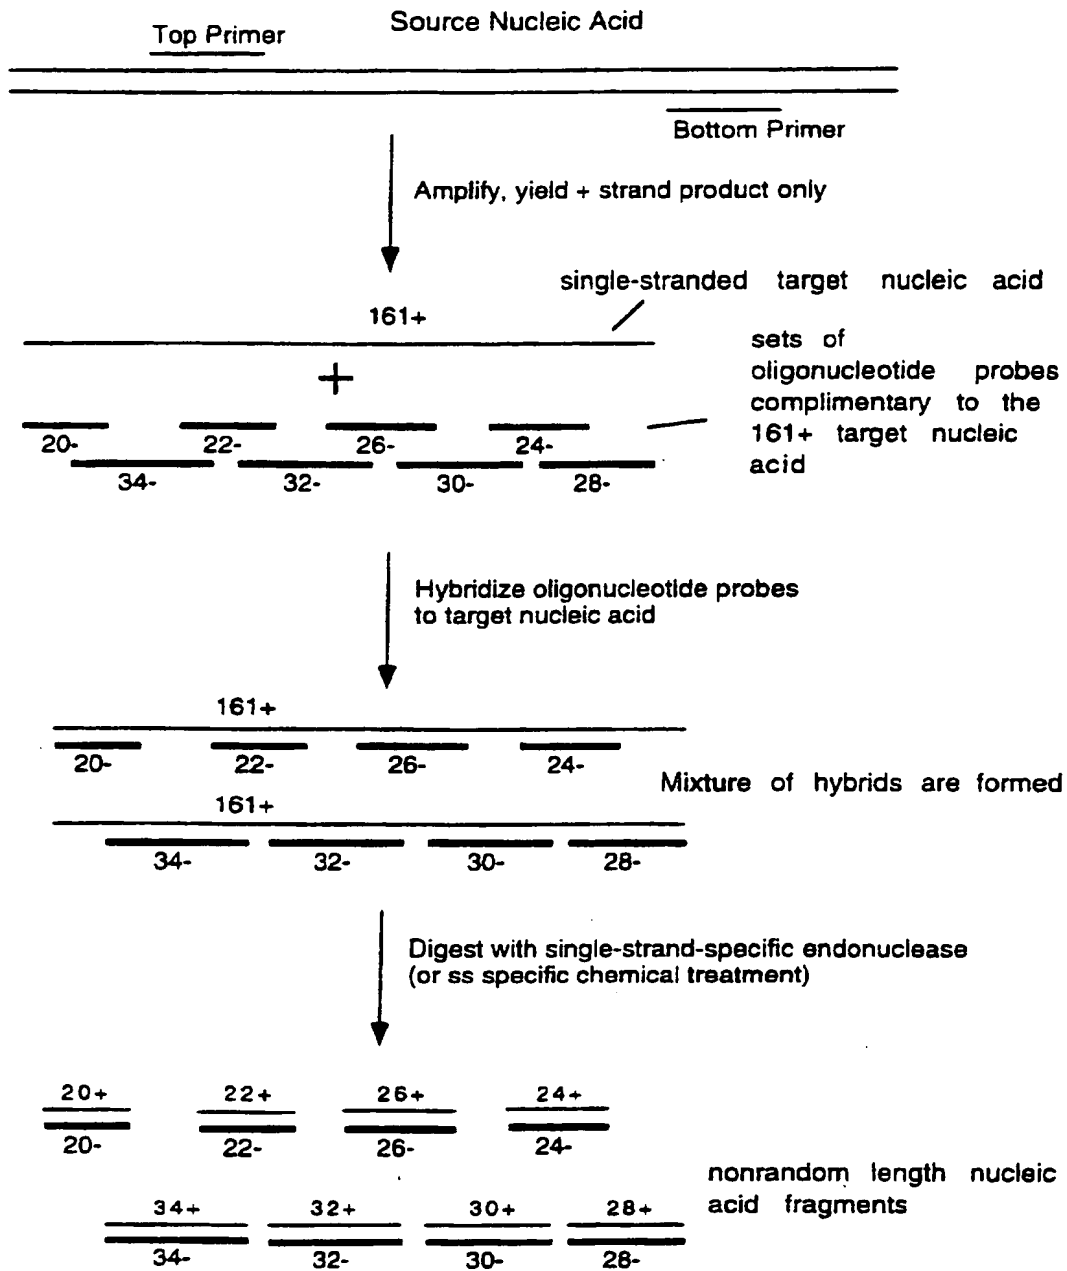 Source Nucleic Acid
Top Primer
Bottom Primer
Amplify, yield + strand product only
single-stranded target nucleic acid
161+
+
sets of
oligonucleotide probes
complimentary to the
161+ target nucleic
acid
20- 22- 26- 24-
34- 32- 30- 28-
Hybridize oligonucleotide probes
to target nucleic acid
161+
20- 22- 26- 24-
Mixture of hybrids are formed
161+
34- 32- 30- 28-
Digest with single-strand-specific endonuclease
(or ss specific chemical treatment)
20+ 22+ 26+ 24+
20- 22- 26- 24-
nonrandom length nucleic
acid fragments
34+ 32+ 30+ 28+
34- 32- 30- 28-